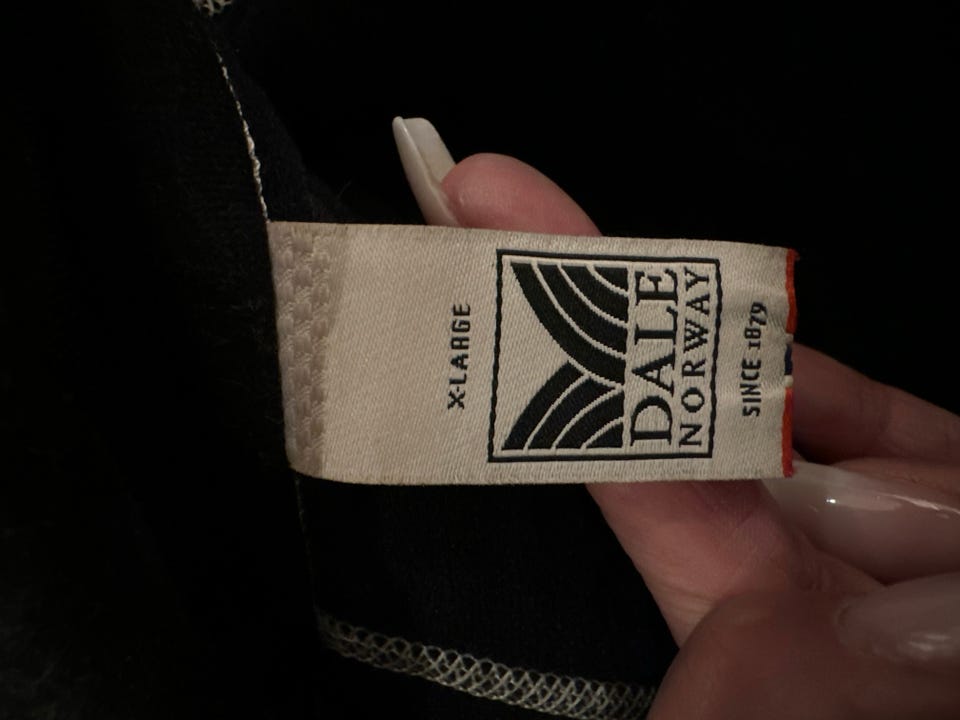 X-LARGE
DALE
NORWAY
SINCE 1879